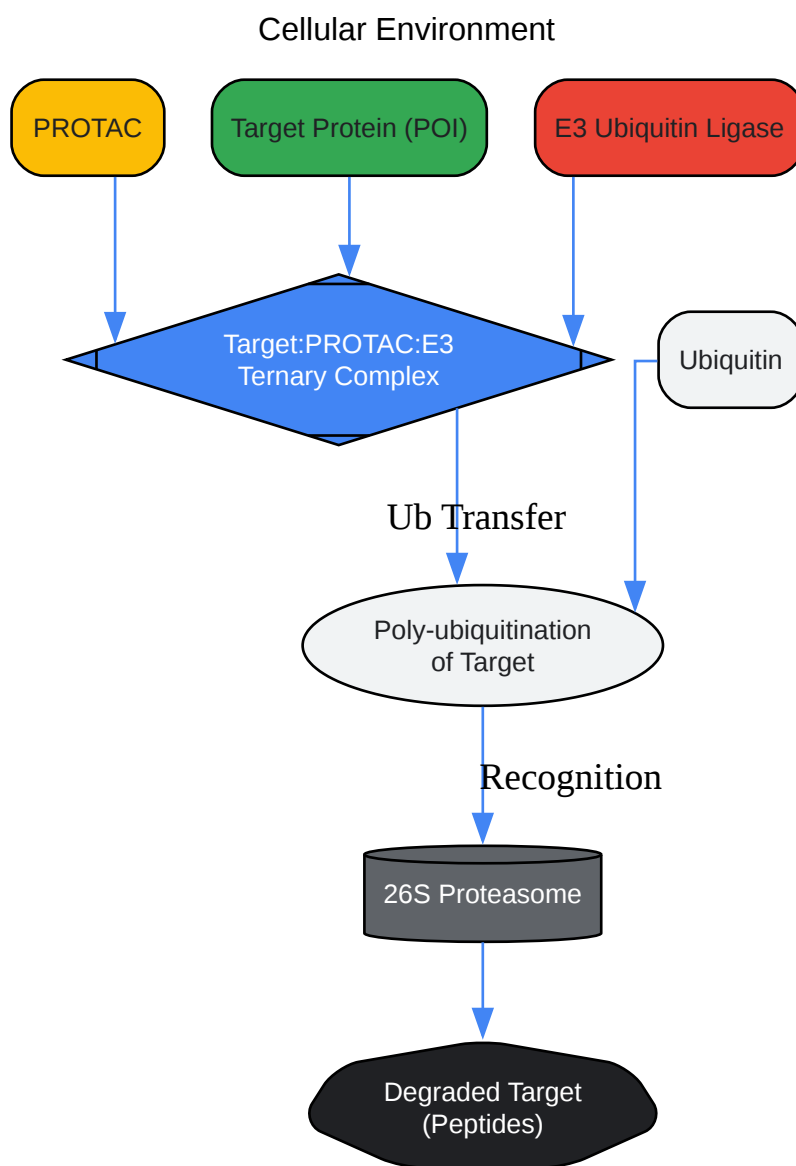 Cellular Environment
PROTAC
Target Protein (POI)
E3 Ubiquitin Ligase
Target:PROTAC:E3
Ternary Complex
Ubiquitin
Ub Transfer
Poly-ubiquitination
of Target
Recognition
26S Proteasome
Degraded Target
(Peptides)